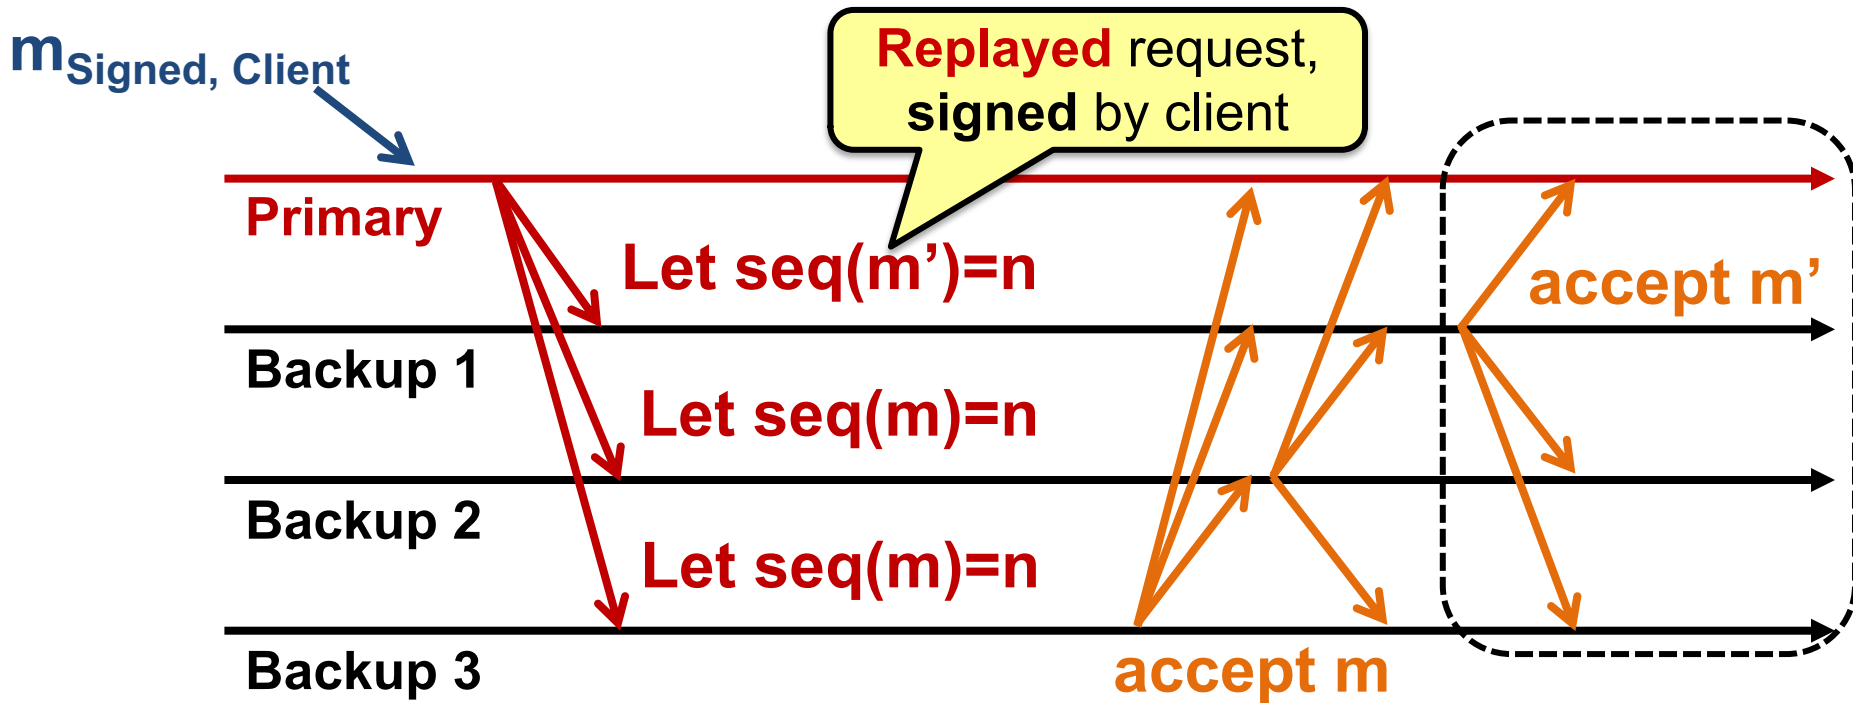 mSigned, Client
Replayed request,
signed by client
Primary
Let seq(m’)=n
accept m’
Backup 1
Let seq(m)=n
Backup 2
Let seq(m)=n
Backup 3
accept m